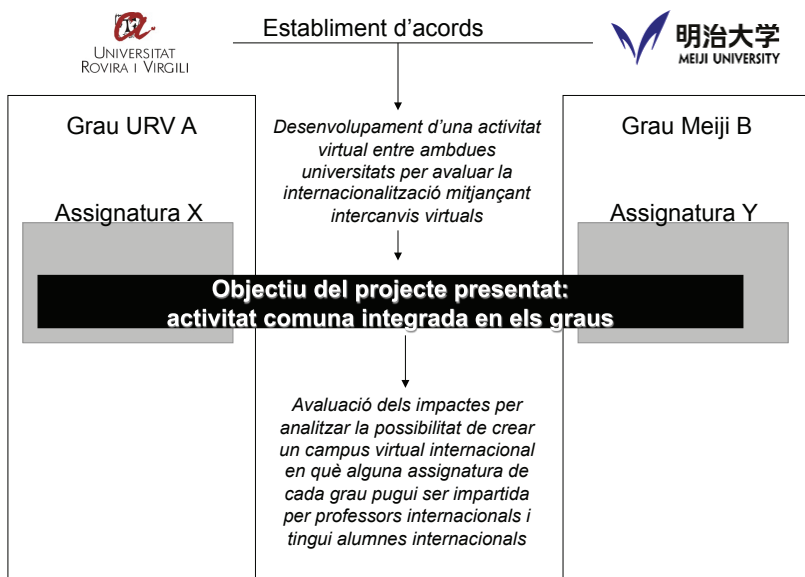 Establiment d’acords
UNIVERSITAT
ROVIRA I VIRGILI
明治大学
MEIJI UNIVERSITY
Grau URV A
Desenvolupament d’una activitat
virtual entre ambdues
universitats per avaluar la
internacionalització mitjançant
intercanvis virtuals
Grau Meiji B
Assignatura X
Assignatura Y
Objectiu del projecte presentat:
activitat comuna integrada en els graus
Avaluació dels impactes per
analitzar la possibilitat de crear
un campus virtual internacional
en què alguna assignatura de
cada grau pugui ser impartida
per professors internacionals i
tingui alumnes internacionals